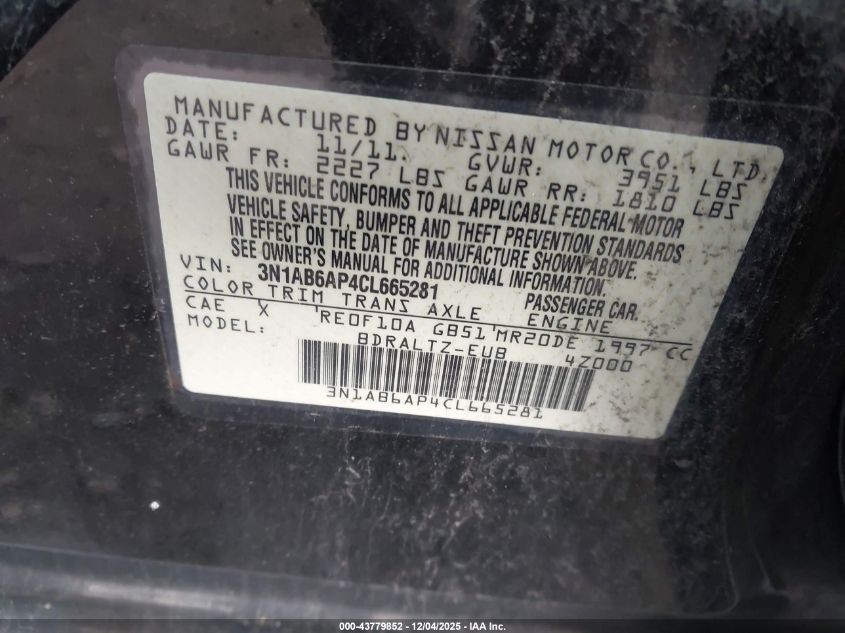 MANUFACTURED BY NISSAN MOTOR CO., LTD.
DATE: 11/11. GVWR: 3951 LBS
GAWR FR: 2227 LBS GAWR RR: 1810 LBS
THIS VEHICLE CONFORMS TO ALL APPLICABLE FEDERAL MOTOR
VEHICLE SAFETY, BUMPER AND THEFT PREVENTION STANDARDS
IN EFFECT ON THE DATE OF MANUFACTURE SHOWN ABOVE.
SEE OWNER'S MANUAL FOR ADDITIONAL INFORMATION.
VIN: 3N1AB6AP4CL665281 PASSENGER CAR.
COLOR TRIM TRANS AXLE ENGINE
CAE X 'RE0F10A GB51'MR20DE 1997 CC
MODEL: BDRALTZ-EUB 4Z000
3N1AB6AP4CL665281
000-43779852 - 12/04/2025 - IAA Inc.